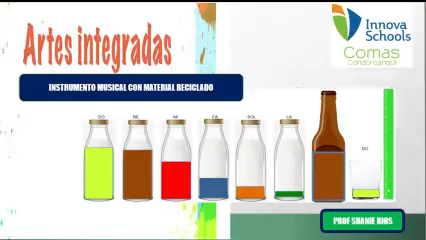 Artes integradas
Innova
Schools
Comas
Condorcanqui
INSTRUMENTO MUSICAL CON MATERIAL RECICLADO
DO RE MI FA SOL LA
DO
PROF SHANIE RIOS